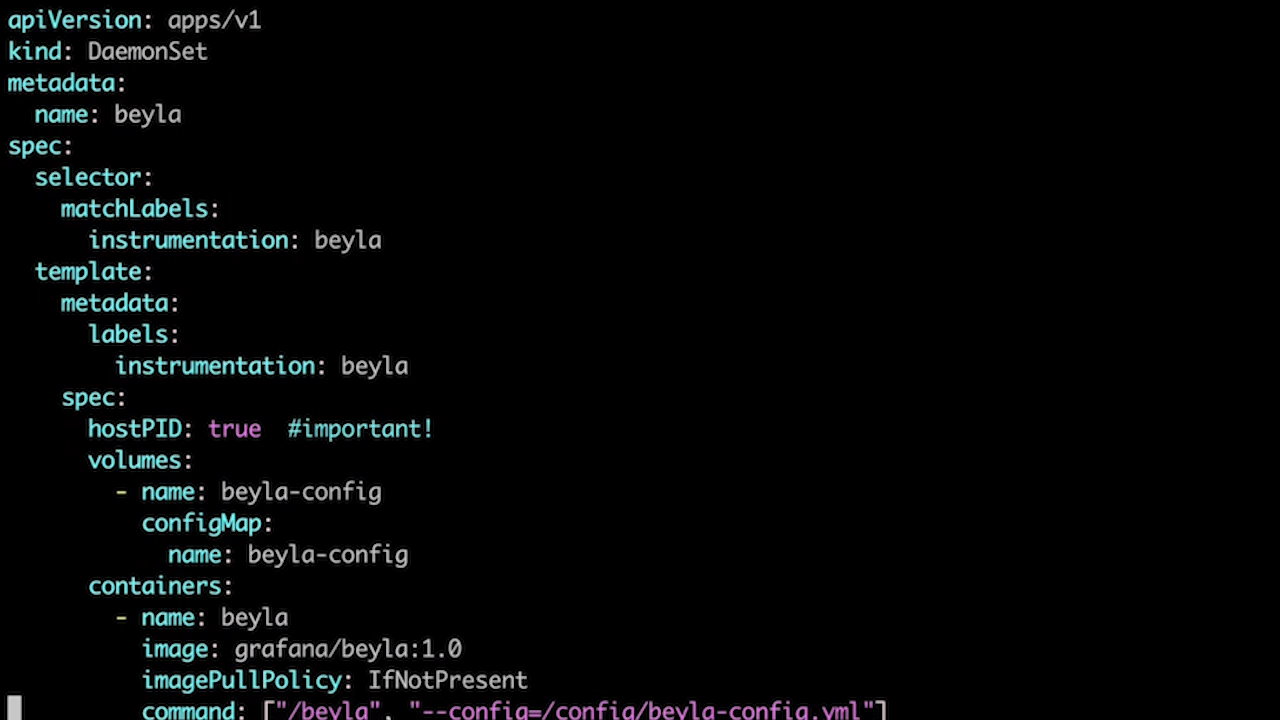 apiVersion: apps/v1
kind: DaemonSet
metadata:
  name: beyla
spec:
  selector:
    matchLabels:
      instrumentation: beyla
  template:
    metadata:
      labels:
        instrumentation: beyla
    spec:
      hostPID: true  #important!
      volumes:
        - name: beyla-config
          configMap:
            name: beyla-config
      containers:
        - name: beyla
          image: grafana/beyla:1.0
          imagePullPolicy: IfNotPresent
          command: ["/beyla", "--config=/config/beyla-config.yml"]